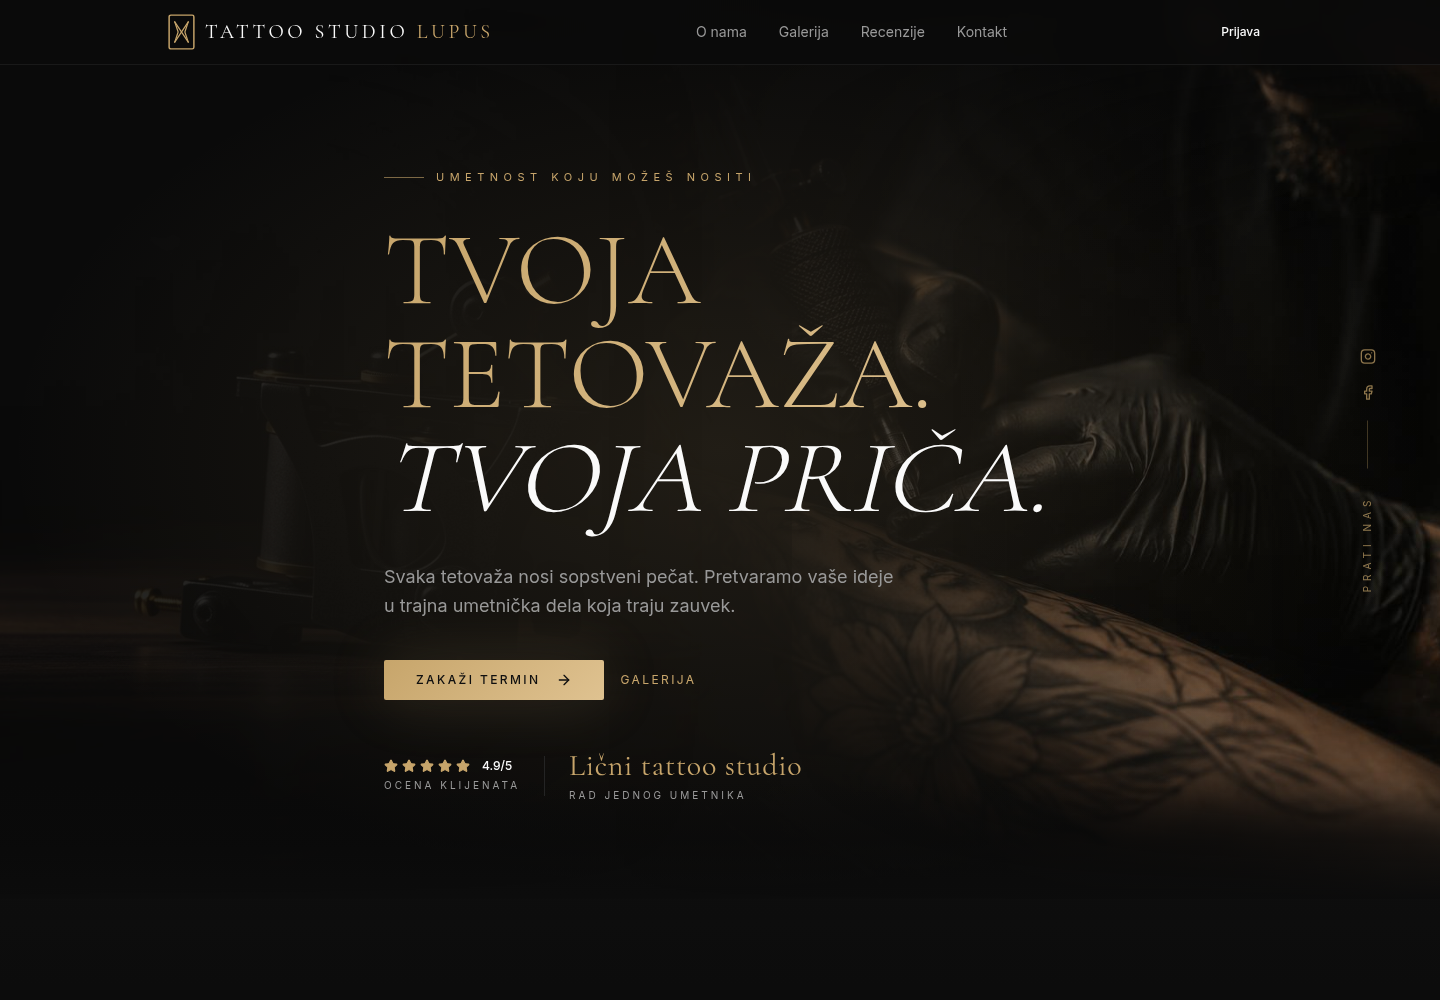 TATTOO STUDIO LUPUS
O nama
Galerija
Recenzije
Kontakt
Prijava
UMETNOST KOJU MOŽEŠ NOSITI
TVOJA
TETOVAŽA.
TVOJA PRIČA.
Svaka tetovaža nosi sopstveni pečat. Pretvaramo vaše ideje
u trajna umetnička dela koja traju zauvek.
ZAKAŽI TERMIN
GALERIJA
4.9/5
OCENA KLIJENATA
Lični tattoo studio
RAD JEDNOG UMETNIKA
PRATI NAS